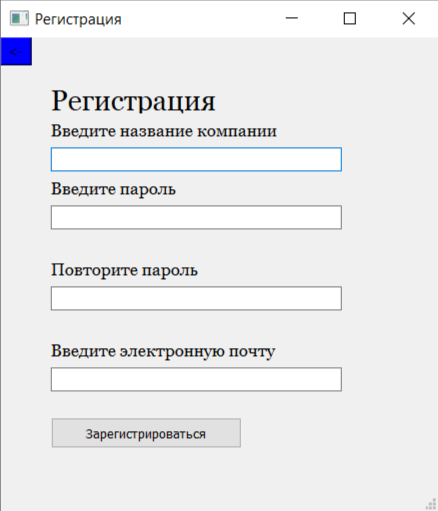 Регистрация
<-
Регистрация
Введите название компании
Введите пароль
Повторите пароль
Введите электронную почту
Зарегистрироваться